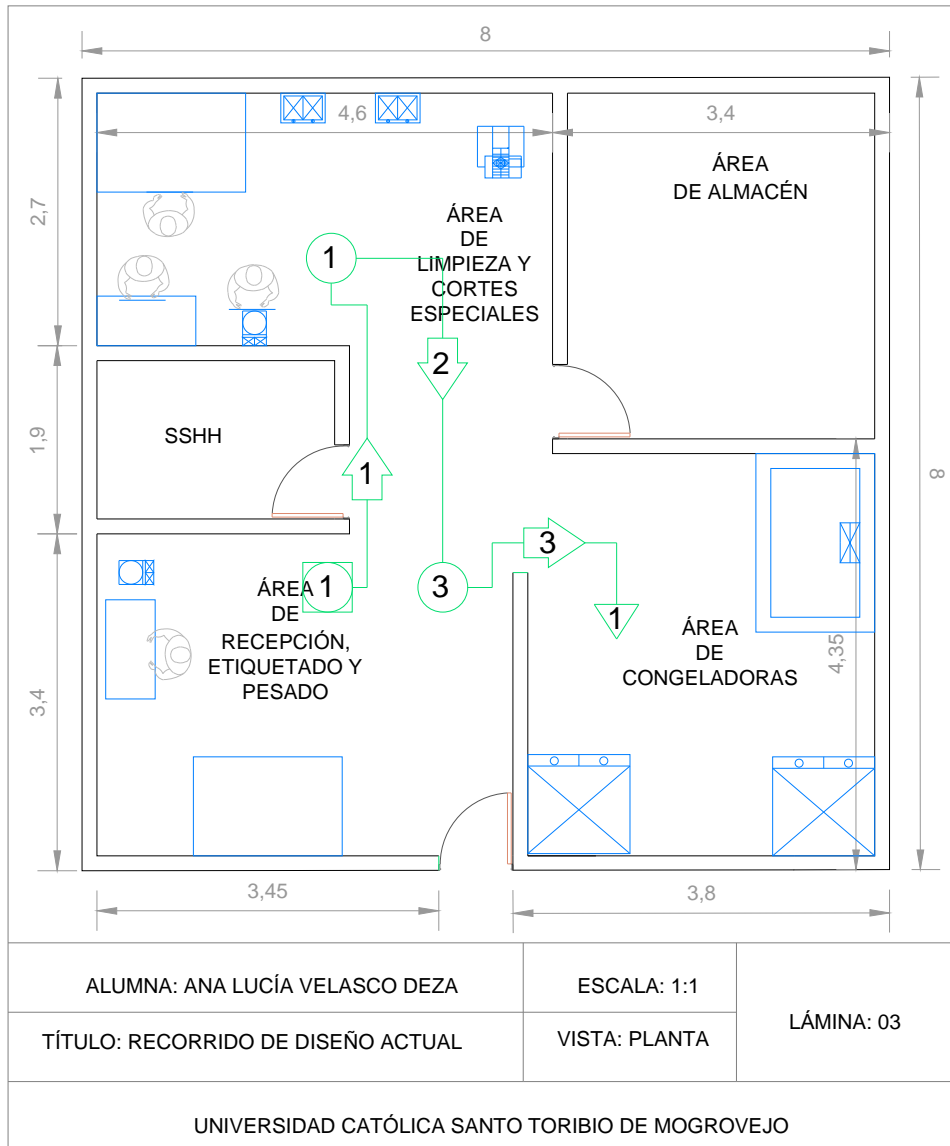 8
4,6
3,4
2,7
ÁREA
DE ALMACÉN
ÁREA
DE
LIMPIEZA Y
CORTES
ESPECIALES
1
2
1,9
SSHH
1
8
3
3
1
ÁREA
DE
RECEPCIÓN,
ETIQUETADO Y
PESADO
1
ÁREA
DE
CONGELADORAS
4,35
3,4
3,45
3,8
ALUMNA: ANA LUCÍA VELASCO DEZA
ESCALA: 1:1
LÁMINA: 03
TÍTULO: RECORRIDO DE DISEÑO ACTUAL
VISTA: PLANTA
UNIVERSIDAD CATÓLICA SANTO TORIBIO DE MOGROVEJO